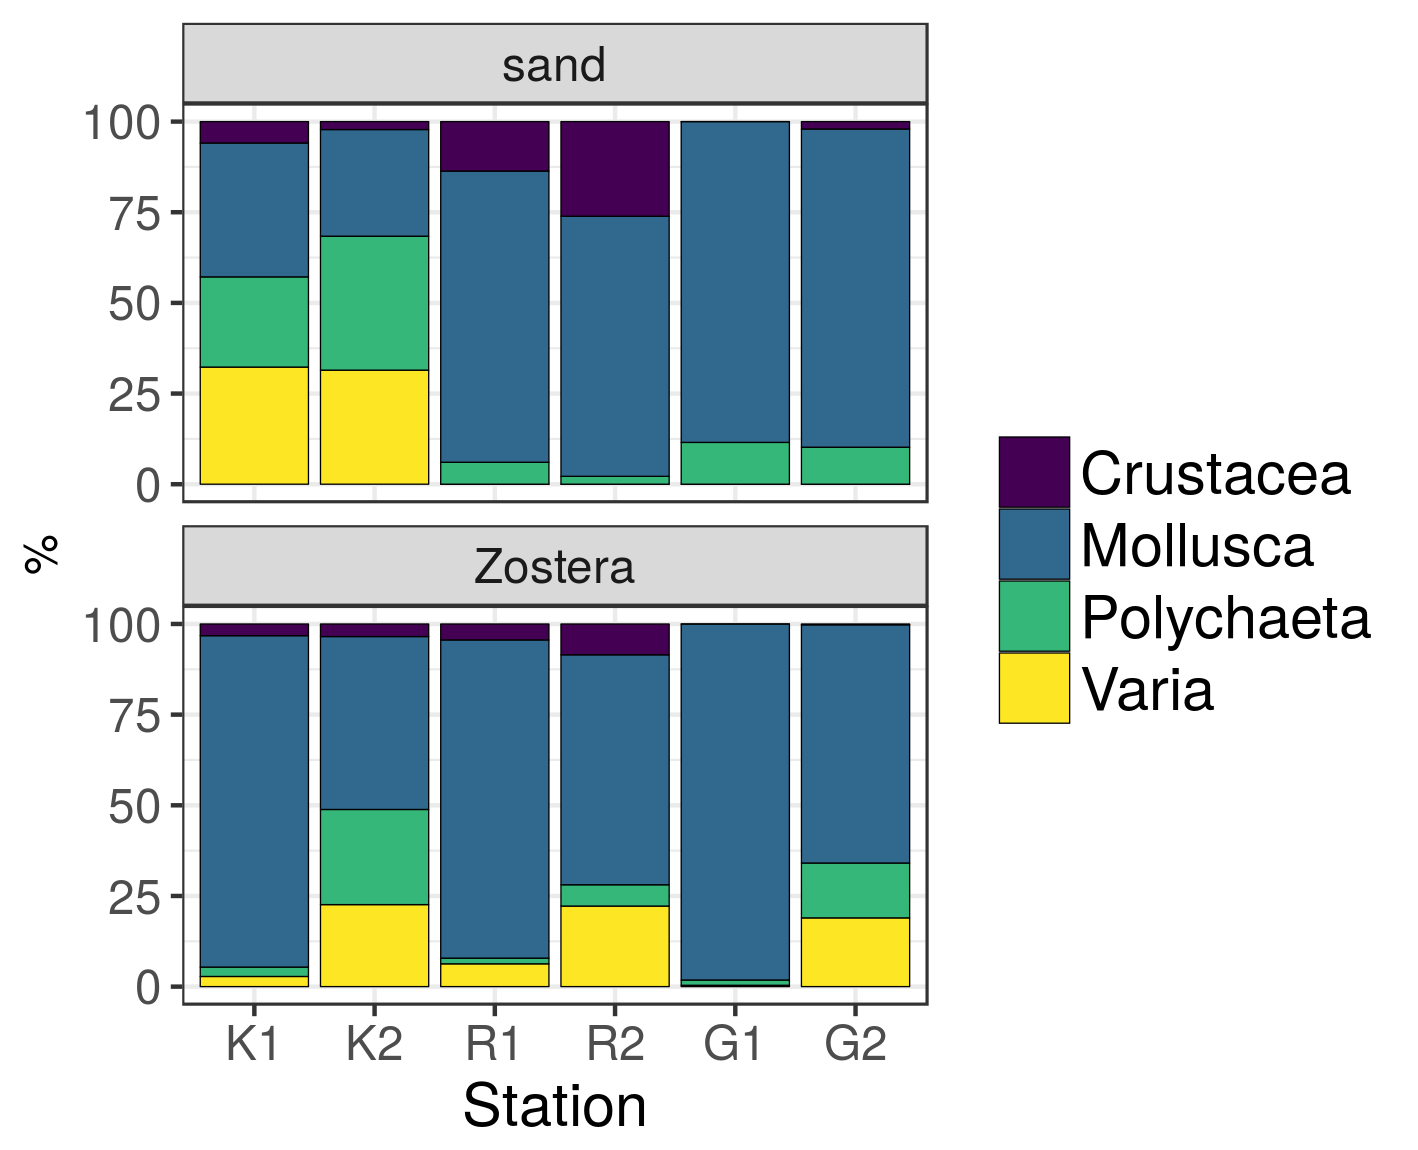 sand
100
75
50
25
0
%
Zostera
100
75
50
25
0
K1 K2 R1 R2 G1 G2
Station
Crustacea
Mollusca
Polychaeta
Varia